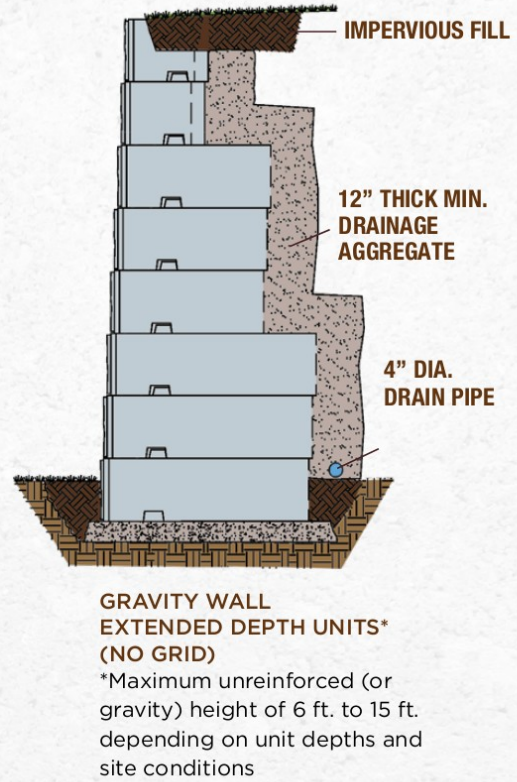 IMPERVIOUS FILL
12” THICK MIN.
DRAINAGE
AGGREGATE
4” DIA.
DRAIN PIPE
GRAVITY WALL
EXTENDED DEPTH UNITS*
(NO GRID)
*Maximum unreinforced (or
gravity) height of 6 ft. to 15 ft.
depending on unit depths and
site conditions